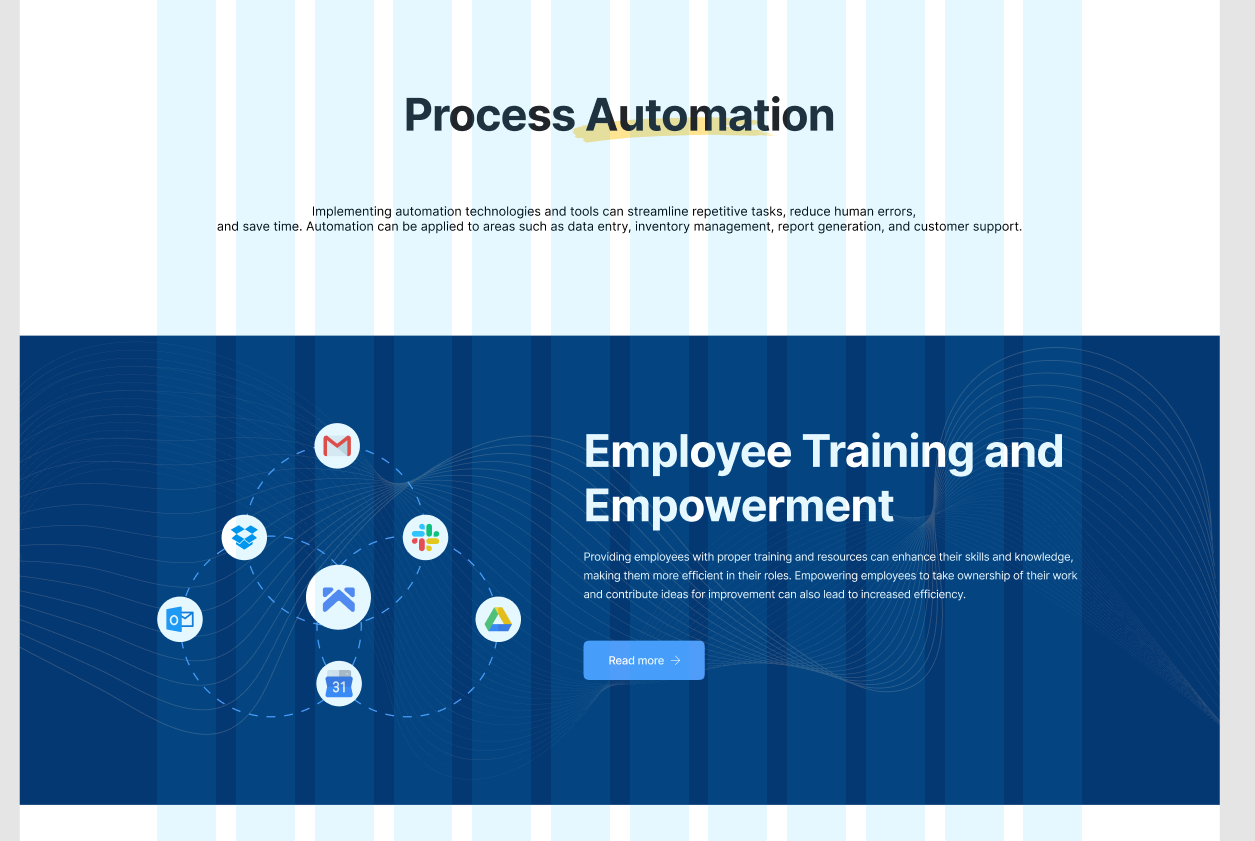 Process Automation
Implementing automation technologies and tools can streamline repetitive tasks, reduce human errors,
and save time. Automation can be applied to areas such as data entry, inventory management, report generation, and customer support.
Employee Training and
Empowerment
Providing employees with proper training and resources can enhance their skills and knowledge,
making them more efficient in their roles. Empowering employees to take ownership of their work
and contribute ideas for improvement can also lead to increased efficiency.
Read more
O
31